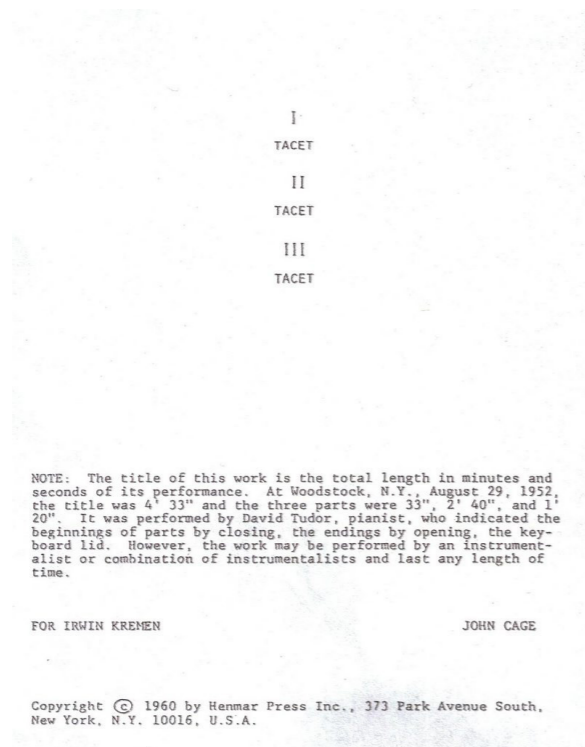 I
TACET
II
TACET
III
TACET
NOTE: The title of this work is the total length in minutes and
seconds of its performance. At Woodstock, N.Y., August 29, 1952,
the title was 4' 33" and the three parts were 33", 2' 40", and 1'
20". It was performed by David Tudor, pianist, who indicated the
beginnings of parts by closing, the endings by opening, the key-
board lid. However, the work may be performed by an instrument-
alist or combination of instrumentalists and last any length of
time.
FOR IRWIN KREMEN JOHN CAGE
Copyright © 1960 by Henmar Press Inc., 373 Park Avenue South,
New York, N.Y. 10016, U.S.A.